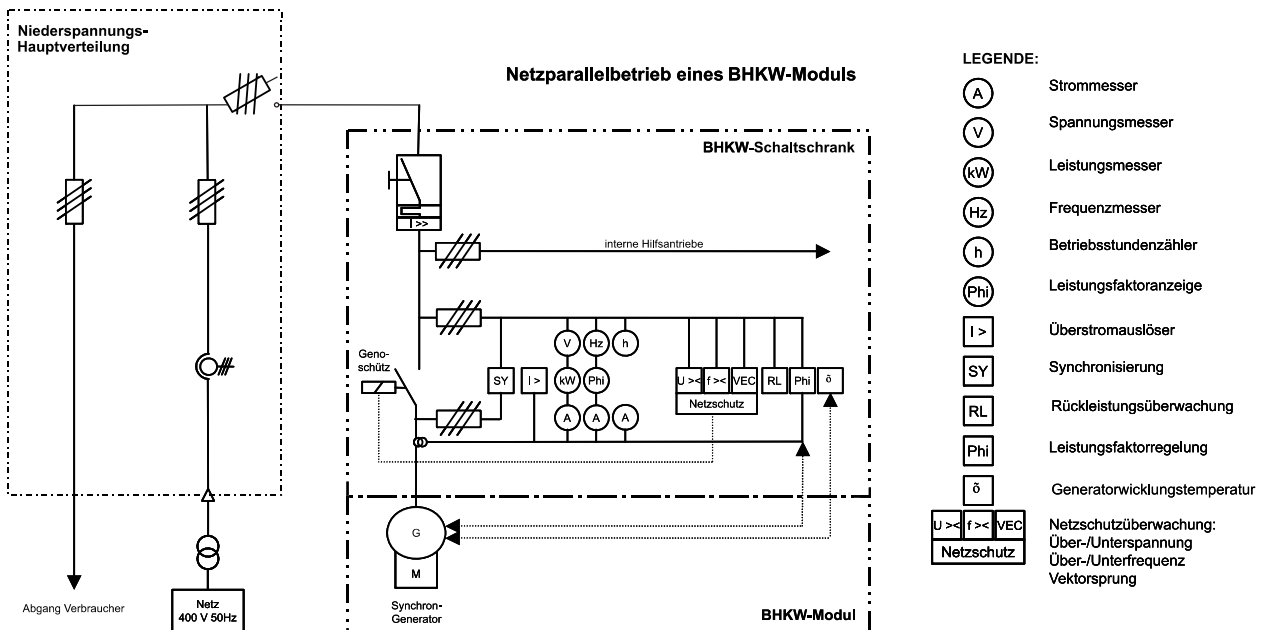 Niederspannungs-
Hauptverteilung
Netzparallelbetrieb eines BHKW-Moduls
BHKW-Schaltschrank
I >>
interne Hilfsantriebe
Geno-
schütz
V
Hz
h
SY
I >
kW
Phi
U ><
f ><
VEC
RL
Phi
õ
Netzschutz
A
A
A
G
M
Synchron-
Generator
BHKW-Modul
Abgang Verbraucher
Netz
400 V 50Hz
LEGENDE:
A Strommesser
V Spannungsmesser
kW Leistungsmesser
Hz Frequenzmesser
h Betriebsstundenzähler
Phi Leistungsfaktoranzeige
I > Überstromauslöser
SY Synchronisierung
RL Rückleistungsüberwachung
Phi Leistungsfaktorregelung
õ Generatorwicklungstemperatur
U >< f >< VEC Netzschutzüberwachung:
Netzschutz Über-/Unterspannung
Über-/Unterfrequenz
Vektorsprung